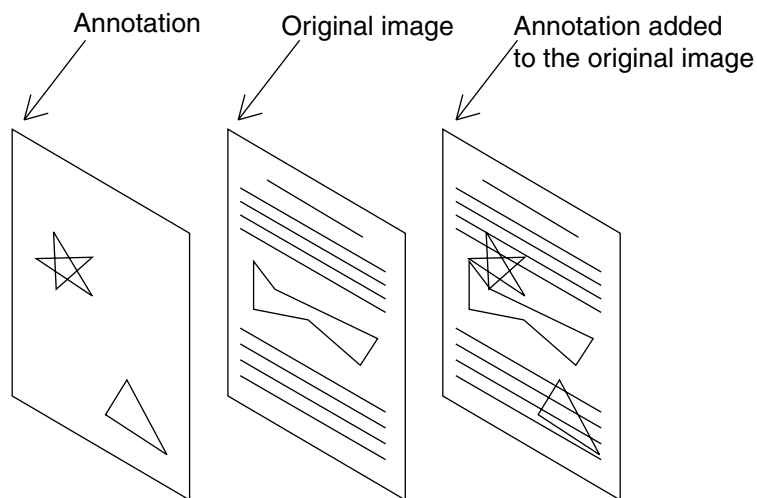 Annotation
Original image
Annotation added
to the original image